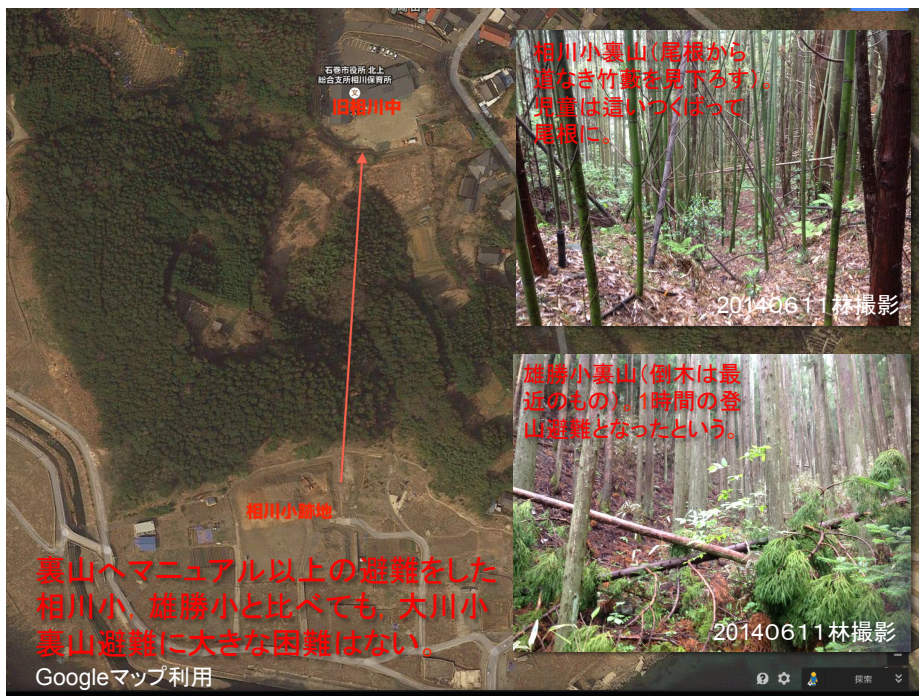 石巻市役所 北上
総合支所相川保育所
文
旧相川中
相川小裏山(尾根から
道なき竹藪を見下ろす)。
児童は這いつくばって
尾根に。
20140611林撮影
雄勝小裏山(倒木は最
近のもの)。1時間の登
山避難となったという。
20140611林撮影
相川小跡地
裏山へマニュアル以上の避難をした
相川小、雄勝小と比べても、大川小
裏山避難に大きな困難はない。
Googleマップ利用
探索